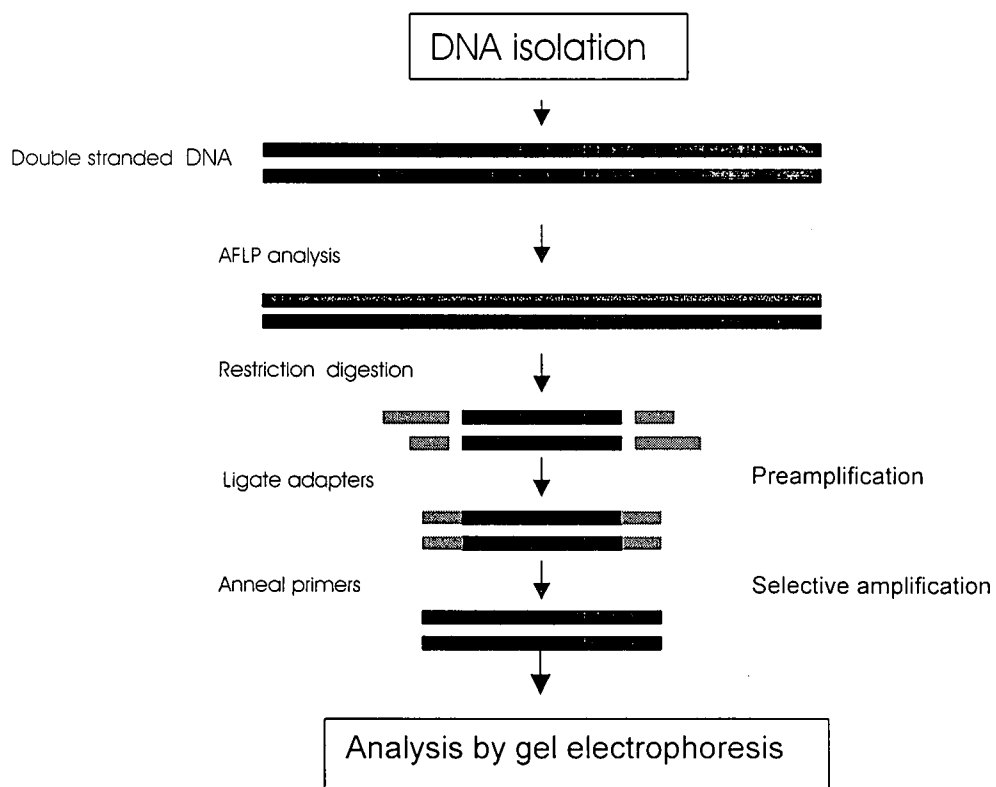 DNA isolation
Double stranded DNA
AFLP analysis
Restriction digestion
Ligate adapters
Preamplification
Anneal primers
Selective amplification
Analysis by gel electrophoresis